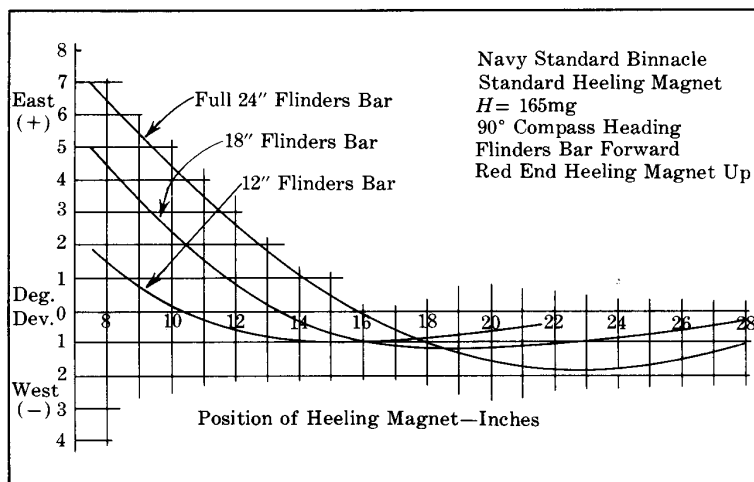 8
7
East
6
(+)
5
4
3
2
1
Deg.
0
Dev.
1
2
West
(−)
3
4
Full 24″ Flinders Bar
18″ Flinders Bar
12″ Flinders Bar
Navy Standard Binnacle
Standard Heeling Magnet
H= 165mg
90° Compass Heading
Flinders Bar Forward
Red End Heeling Magnet Up
8 10 12 14 16 18 20 22 24 26 28
Position of Heeling Magnet—Inches